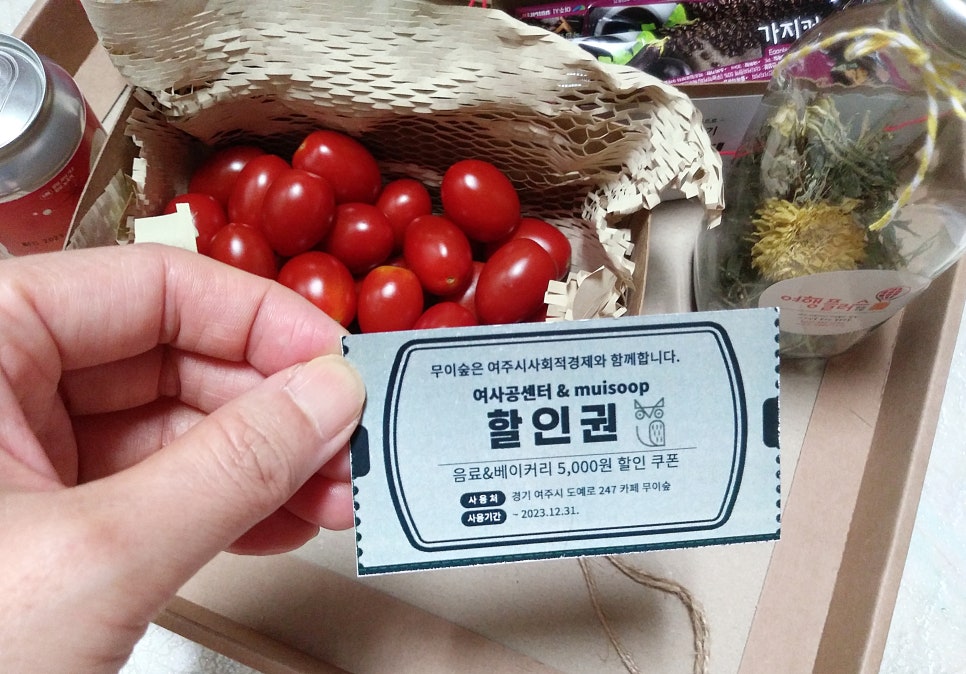 가지
여행플러스
무이숲은 여주시사회적경제와 함께합니다.
여사공센터 & muisoop
할인권
음료&베이커리 5,000원 할인 쿠폰
사용처 경기 여주시 도예로 247 카페 무이숲
사용기간 ~ 2023.12.31.